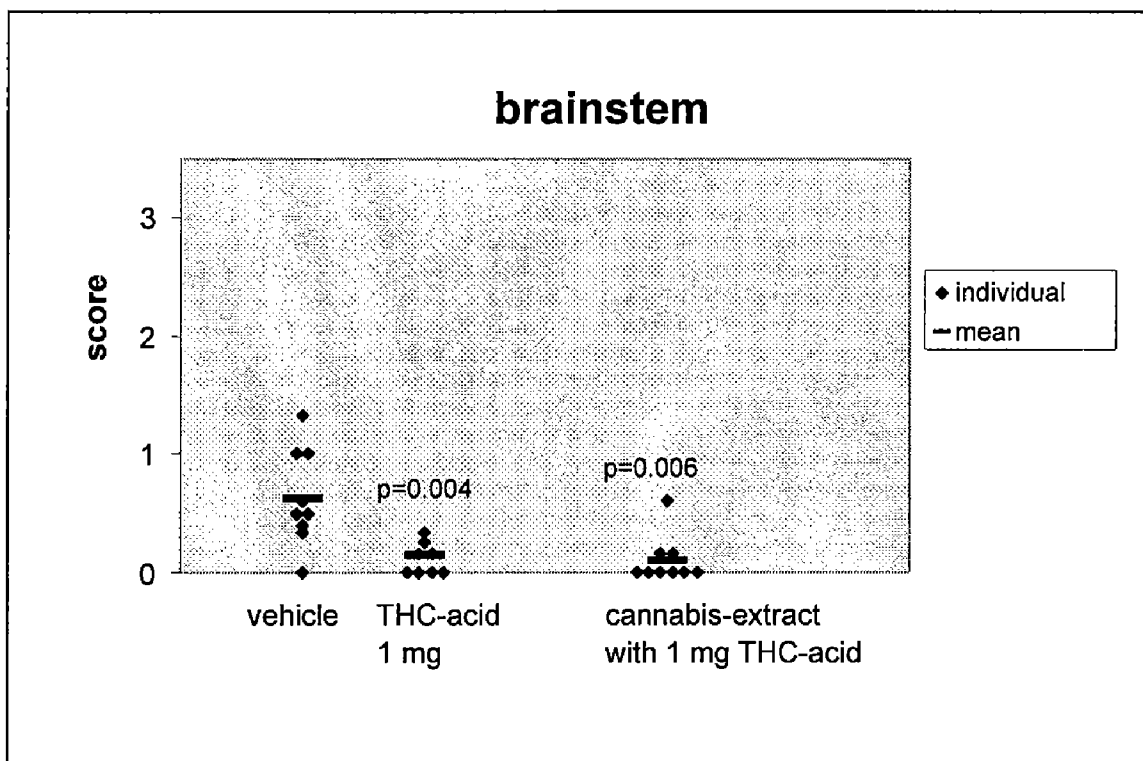 brainstem
3
2
1
0
score
p=0.004
p=0.006
individual
mean
vehicle
THC-acid
1 mg
cannabis-extract
with 1 mg THC-acid